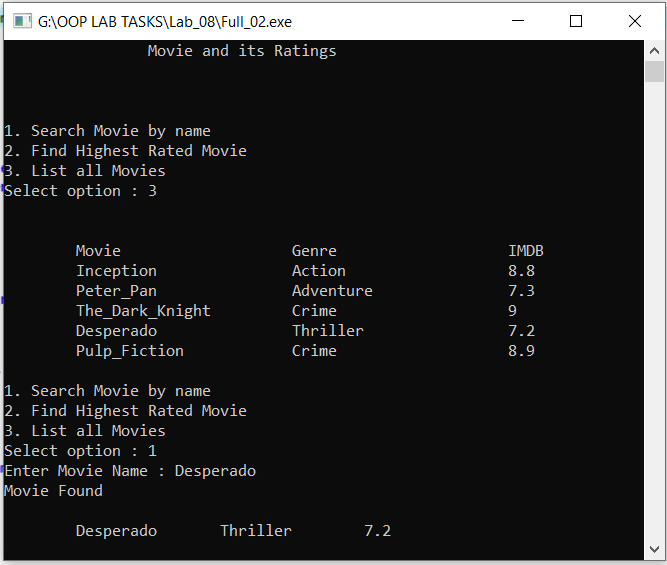 G:\OOP LAB TASKS\Lab_08\Full_02.exe
Movie and its Ratings
1. Search Movie by name
2. Find Highest Rated Movie
3. List all Movies
Select option : 3
Movie Genre IMDB
Inception Action 8.8
Peter_Pan Adventure 7.3
The_Dark_Knight Crime 9
Desperado Thriller 7.2
Pulp_Fiction Crime 8.9
1. Search Movie by name
2. Find Highest Rated Movie
3. List all Movies
Select option : 1
Enter Movie Name : Desperado
Movie Found
Desperado Thriller 7.2